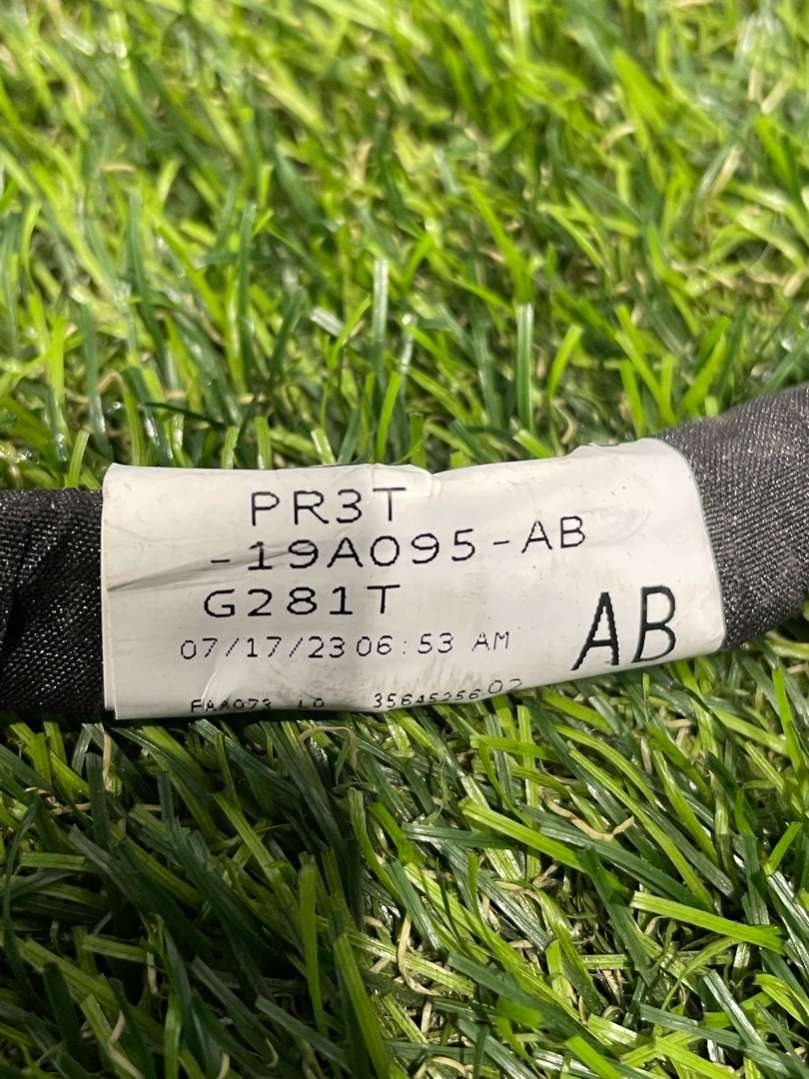 PR3T
-19A095-AB
G281T
07/17/23 06:53 AM
AB